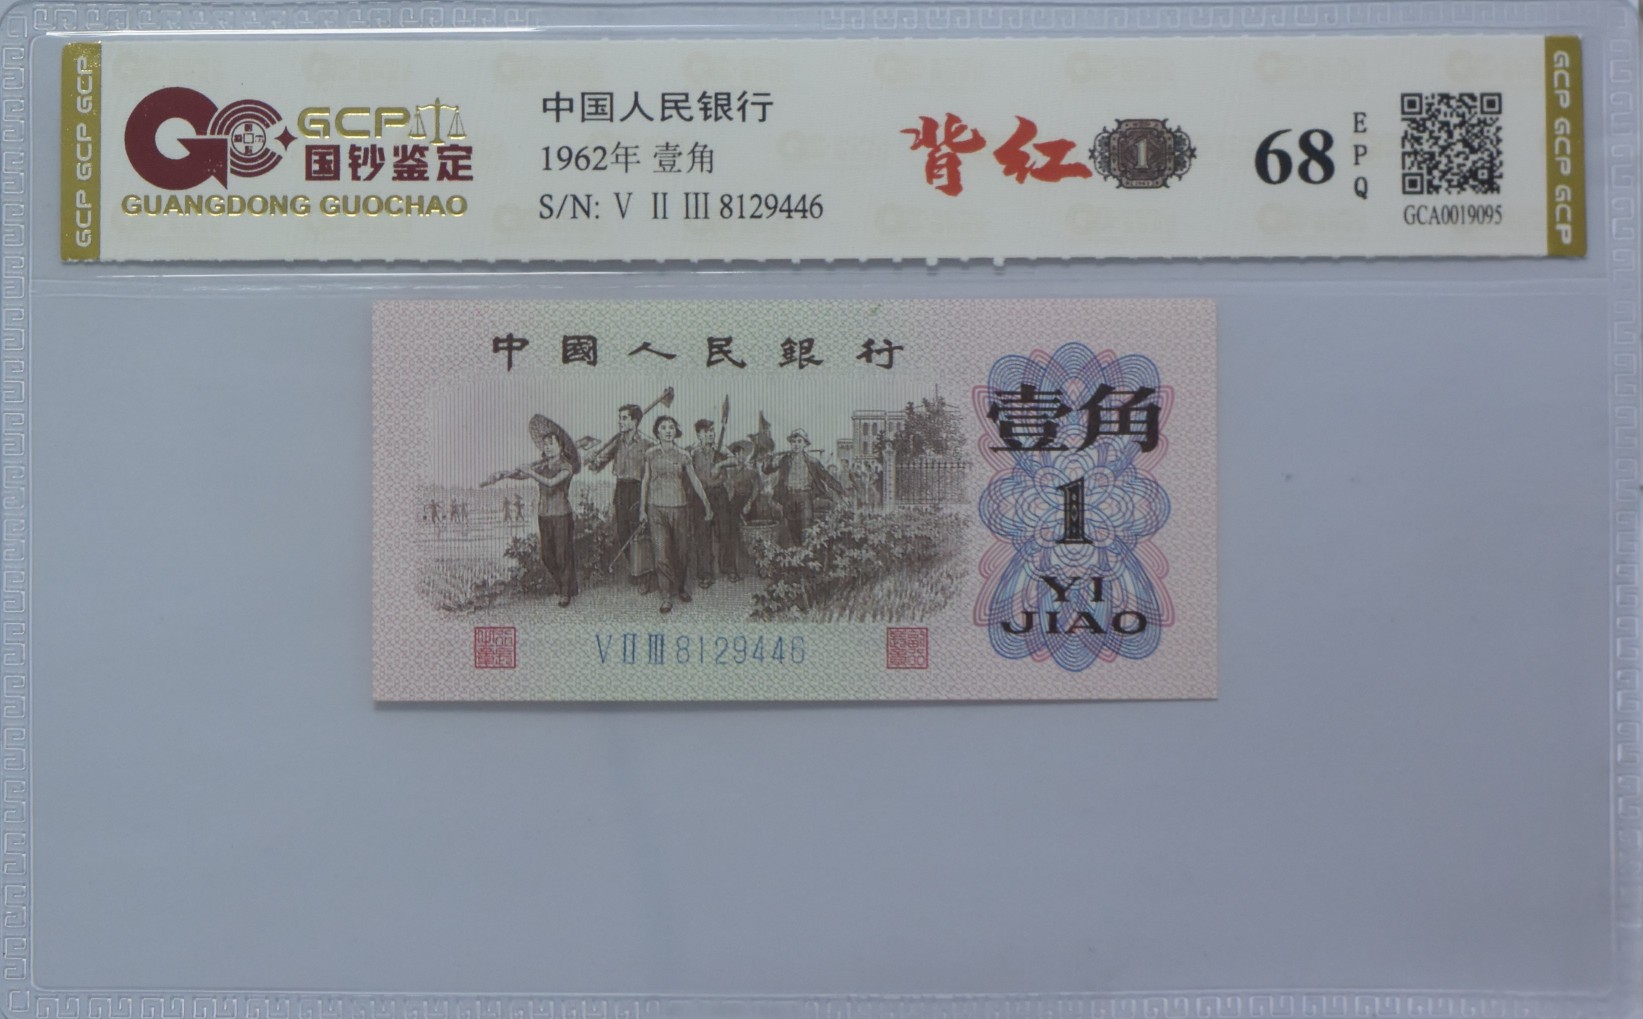 GCP GCP GCP
GCP
国钞鉴定
GUANGDONG GUOCHAO
中国人民银行
1962年 壹角
S/N: V II III 8129446
背红
1
68
EPQ
GCA0019095
GCP GCP GCP
中國人民銀行
壹角
1
YI
JIAO
V II III 8129446